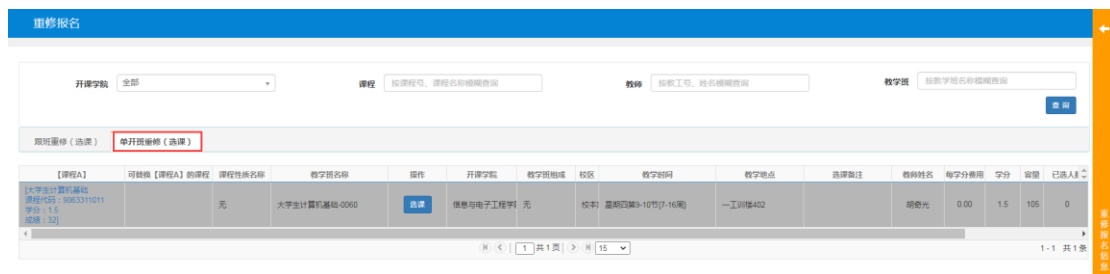 重修报名
开课学院 全部 课程 按课程号、课程名称模糊查询 教师 按教工号、姓名模糊查询 教学班 按教学班名称模糊查询
查 询
跟班重修（选课） 单开班重修（选课）
【课程A】 可替换【课程A】的课程 课程性质名称 教学班名称 操作 开课学院 教学班组成 校区 教学时间 教学地点 选课备注 教师姓名 每学分费用 学分 容量 已选人
[大学生计算机基础
课程代码：9063311011
学分：1.5
成绩：32]
无 大学生计算机基础-0060 选课 信息与电子工程学 无 校本 星期四第9-10节{7-16周} 一工训楼402 胡奇光 0.00 1.5 105 0
1 共 1 页 15 1 - 1 共 1 条
重修报名信息